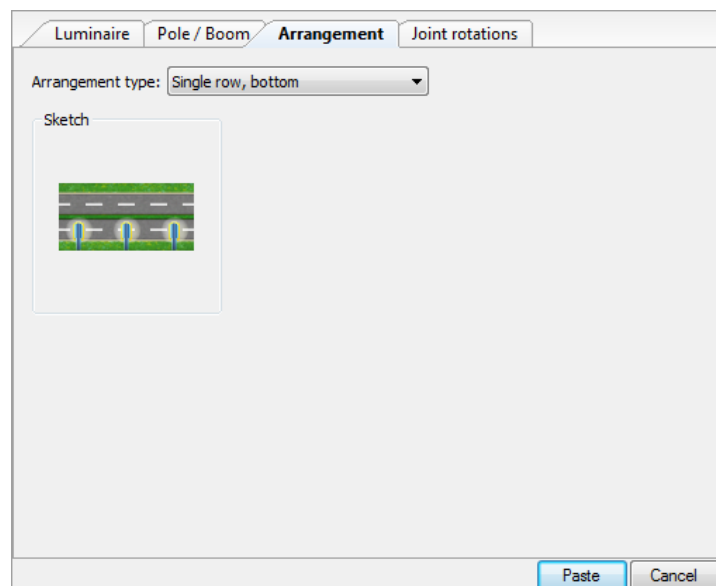 Luminaire Pole / Boom Arrangement Joint rotations
Arrangement type: Single row, bottom
Sketch
Paste Cancel